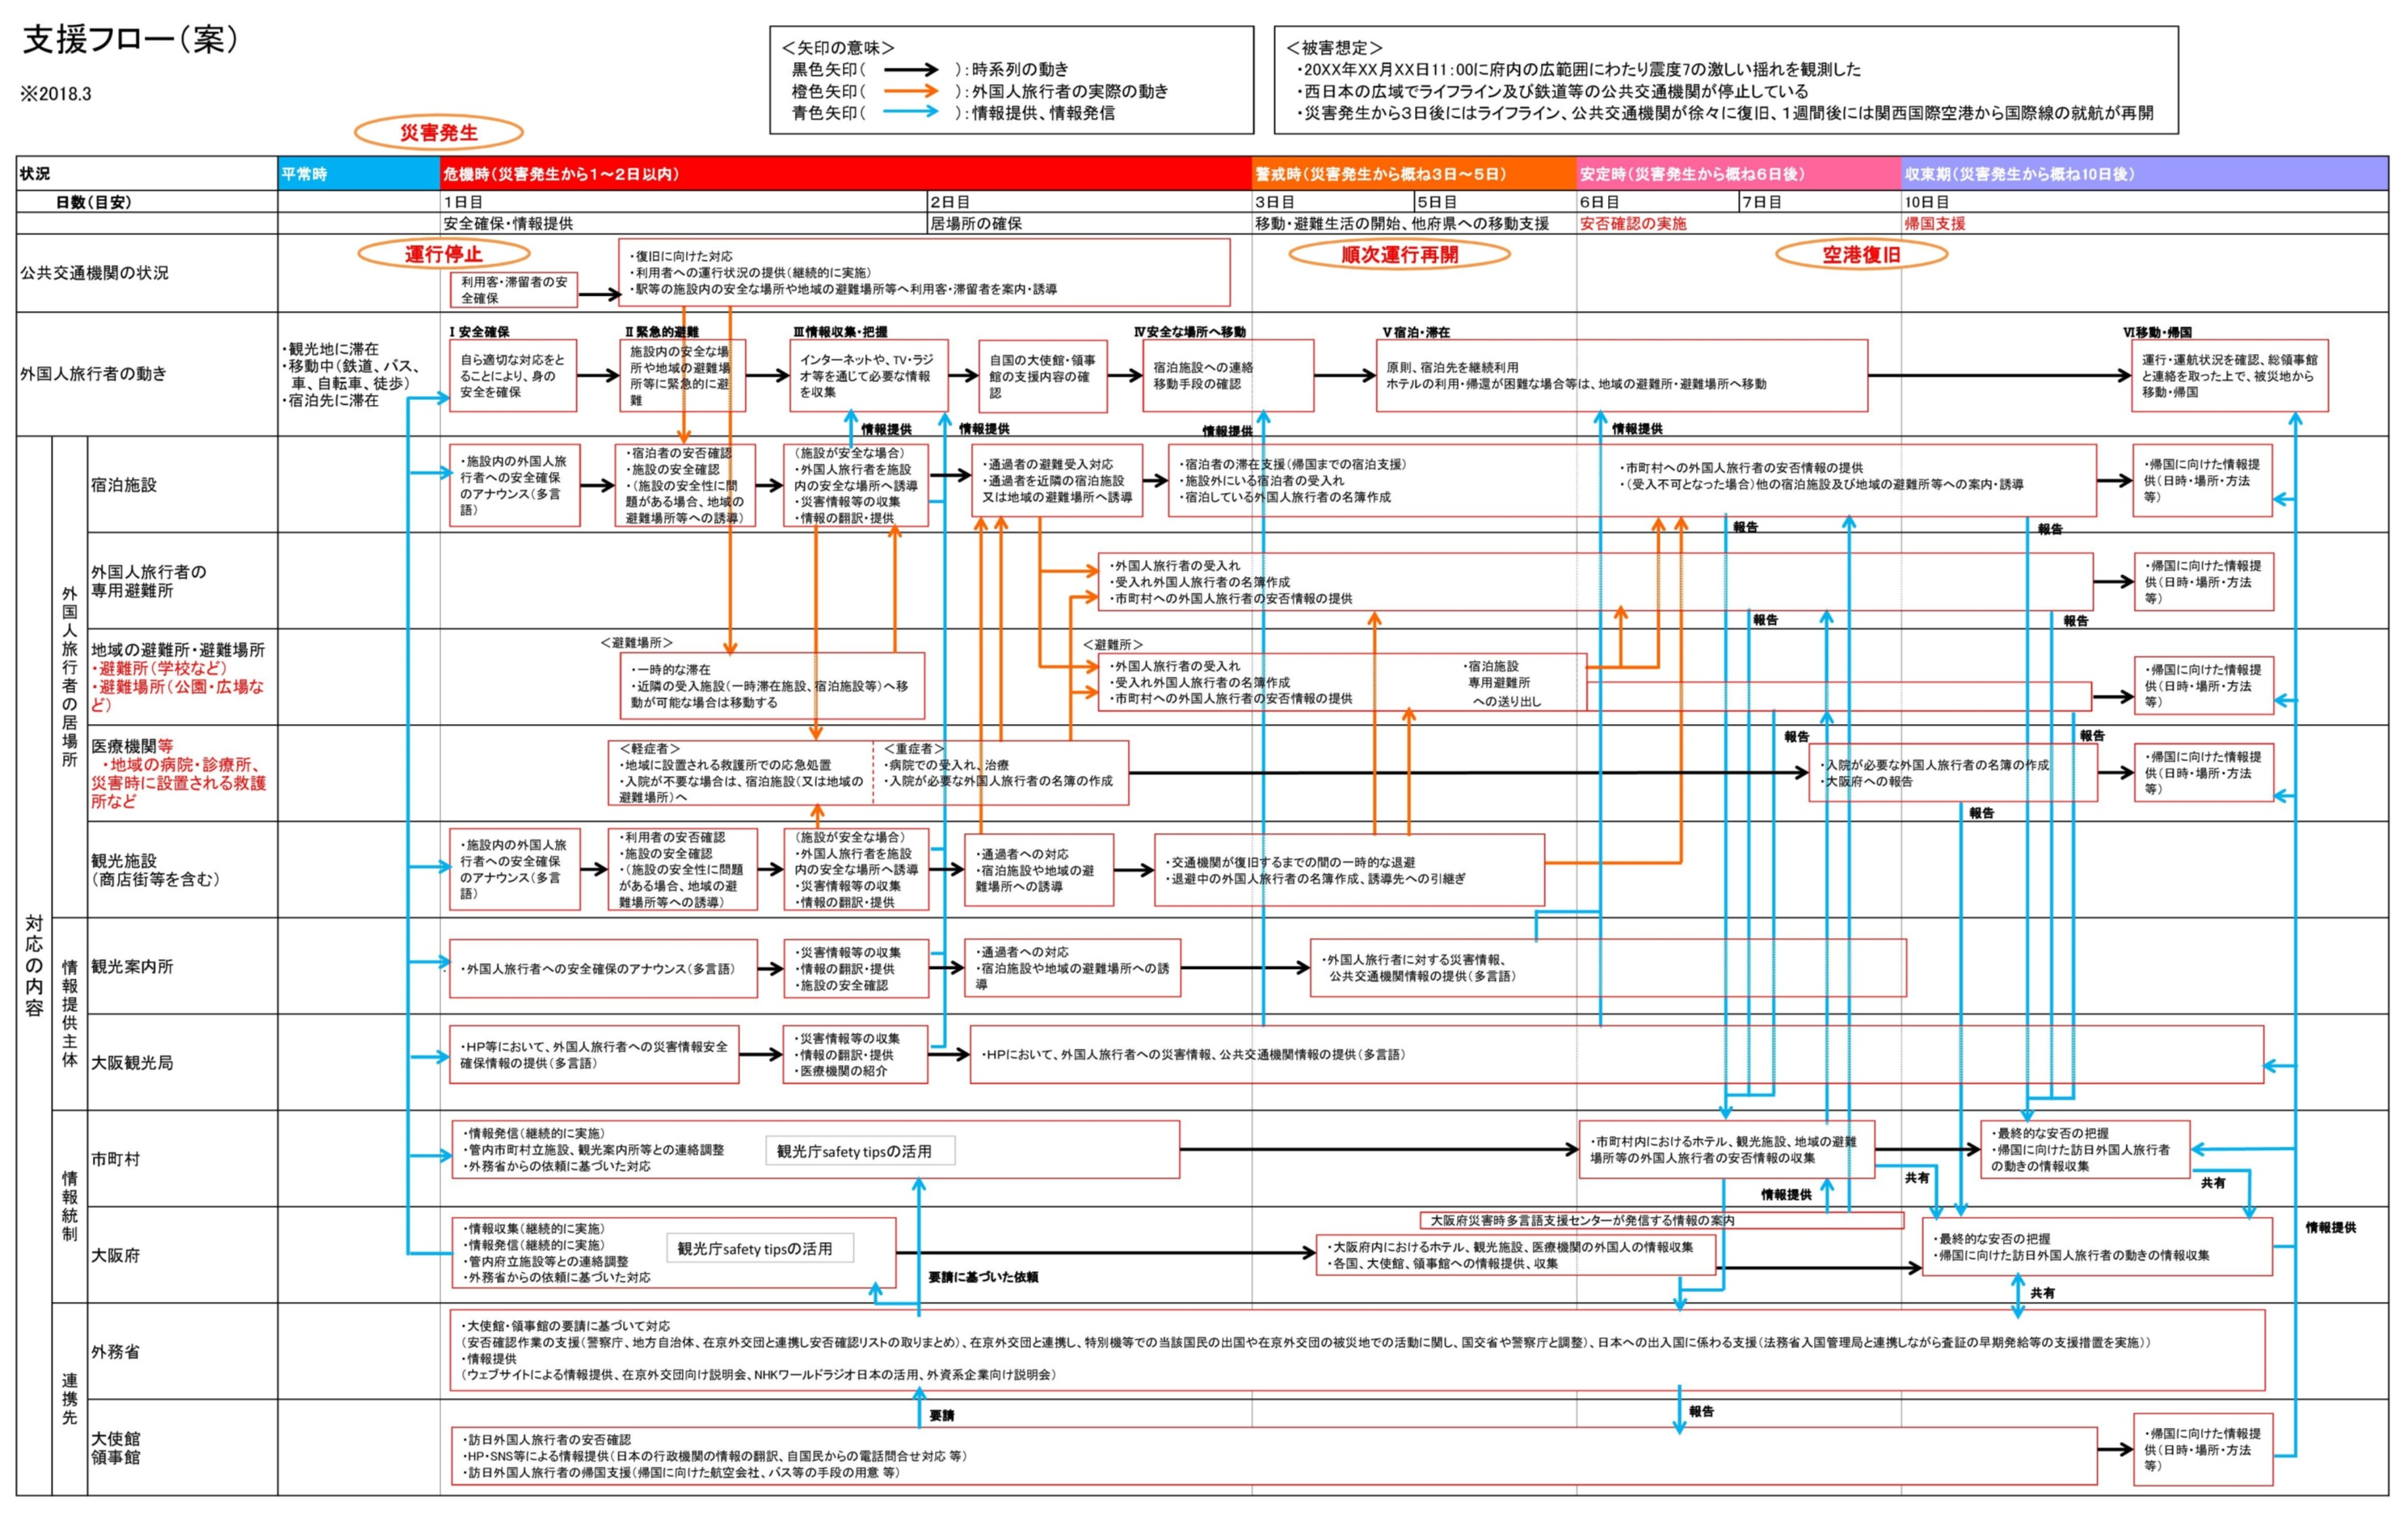 支援フロー（案）
※2018.3
＜矢印の意味＞
黒色矢印（　　　）：時系列の動き
橙色矢印（　　　）：外国人旅行者の実際の動き
青色矢印（　　　）：情報提供、情報発信
＜被害想定＞
・20XX年XX月XX日11：00に府内の広範囲にわたり震度7の激しい揺れを観測した
・西日本の広域でライフライン及び鉄道等の公共交通機関が停止している
・災害発生から3日後にはライフライン、公共交通機関が徐々に復旧、1週間後には関西国際空港から国際線の就航が再開
災害発生
状況
平常時
危機時（災害発生から1～2日以内）
警戒時（災害発生から概ね3日～5日）
安定時（災害発生から概ね6日後）
収束期（災害発生から概ね10日後）
日数（目安）
1日目
2日目
3日目
5日目
6日目
7日目
10日目
安全確保・情報提供
居場所の確保
移動・避難生活の開始、他府県への移動支援
安否確認の実施
帰国支援
公共交通機関の状況
運行停止
利用客・滞留者の安
全確保
・復旧に向けた対応
・利用者への運行状況の提供（継続的に実施）
・駅等の施設内の安全な場所や地域の避難場所等へ利用客・滞留者を案内・誘導
順次運行再開
空港復旧
外国人旅行者の動き
・観光地に滞在
・移動中（鉄道、バス、
車、自転車、徒歩）
・宿泊先に滞在
Ⅰ 安全確保
自ら適切な対応をと
ることにより、身の
安全を確保
Ⅱ 緊急的避難
施設内の安全な場
所や地域の避難場
所等に緊急的に避
難
Ⅲ情報収集・把握
インターネットや、TV・ラジ
オ等を通じて必要な情報
を収集
自国の大使館・領事
館の支援内容の確
認
Ⅳ安全な場所へ移動
宿泊施設への連絡
移動手段の確認
Ⅴ 宿泊・滞在
原則、宿泊先を継続利用
ホテルの利用・帰還が困難な場合等は、地域の避難所・避難場所へ移動
Ⅵ移動・帰国
運行・運航状況を確認、総領事館
と連絡を取った上で、被災地から
移動・帰国
情報提供
情報提供
情報提供
情報提供
対応の内容
外国人旅行者の居場所
宿泊施設
・施設内の外国人旅
行者への安全確保
のアナウンス（多言
語）
・宿泊者の安否確認
・施設の安全確認
・（施設の安全性に問
題がある場合、地域の
避難場所等への誘導）
（施設が安全な場合）
・外国人旅行者を施設
内の安全な場所へ誘導
・災害情報等の収集
・情報の翻訳・提供
・通過者の避難受入対応
・通過者を近隣の宿泊施設
又は地域の避難場所へ誘導
・宿泊者の滞在支援（帰国までの宿泊支援）
・施設外にいる宿泊者の受入れ
・宿泊している外国人旅行者の名簿作成
・市町村への外国人旅行者の安否情報の提供
・（受入不可となった場合）他の宿泊施設及び地域の避難所等への案内・誘導
・帰国に向けた情報提
供（日時・場所・方法
等）
報告
報告
外国人旅行者の
専用避難所
・外国人旅行者の受入れ
・受入れ外国人旅行者の名簿作成
・市町村への外国人旅行者の安否情報の提供
・帰国に向けた情報提
供（日時・場所・方法
等）
報告
報告
地域の避難所・避難場所
・避難所（学校など）
・避難場所（公園・広場な
ど）
＜避難場所＞
・一時的な滞在
・近隣の受入施設（一時滞在施設、宿泊施設等）へ移
動が可能な場合は移動する
＜避難所＞
・外国人旅行者の受入れ
・受入れ外国人旅行者の名簿作成
・市町村への外国人旅行者の安否情報の提供
・宿泊施設
専用避難所
への送り出し
・帰国に向けた情報提
供（日時・場所・方法
等）
報告
報告
医療機関等
・地域の病院・診療所、
災害時に設置される救護
所など
＜軽症者＞
・地域に設置される救護所での応急処置
・入院が不要な場合は、宿泊施設（又は地域の
避難場所）へ
＜重症者＞
・病院での受入れ、治療
・入院が必要な外国人旅行者の名簿の作成
・入院が必要な外国人旅行者の名簿の作成
・大阪府への報告
・帰国に向けた情報提
供（日時・場所・方法
等）
報告
観光施設
（商店街等を含む）
・施設内の外国人旅
行者への安全確保
のアナウンス（多言
語）
・利用者の安否確認
・施設の安全確認
・（施設の安全性に問題
がある場合、地域の避
難場所等への誘導）
（施設が安全な場合）
・外国人旅行者を施設
内の安全な場所へ誘導
・災害情報等の収集
・情報の翻訳・提供
・通過者への対応
・宿泊施設や地域の避
難場所への誘導
・交通機関が復旧するまでの間の一時的な退避
・退避中の外国人旅行者の名簿作成、誘導先への引継ぎ
情報提供主体
観光案内所
・外国人旅行者への安全確保のアナウンス（多言語）
・災害情報等の収集
・情報の翻訳・提供
・施設の安全確認
・通過者への対応
・宿泊施設や地域の避難場所への誘
導
・外国人旅行者に対する災害情報、
公共交通機関情報の提供（多言語）
大阪観光局
・HP等において、外国人旅行者への災害情報安全
確保情報の提供（多言語）
・災害情報等の収集
・情報の翻訳・提供
・医療機関の紹介
・HPにおいて、外国人旅行者への災害情報、公共交通機関情報の提供（多言語）
情報統制
市町村
・情報発信（継続的に実施）
・管内市町村立施設、観光案内所等との連絡調整
・外務省からの依頼に基づいた対応
観光庁safety tipsの活用
・市町村内におけるホテル、観光施設、地域の避難
場所等の外国人旅行者の安否情報の収集
・最終的な安否の把握
・帰国に向けた訪日外国人旅行者
の動きの情報収集
共有
共有
情報提供
大阪府
・情報収集（継続的に実施）
・情報発信（継続的に実施）
・管内府立施設等との連絡調整
・外務省からの依頼に基づいた対応
観光庁safety tipsの活用
要請に基づいた依頼
大阪府災害時多言語支援センターが発信する情報の案内
・大阪府内におけるホテル、観光施設、医療機関の外国人の情報収集
・各国、大使館、領事館への情報提供、収集
・最終的な安否の把握
・帰国に向けた訪日外国人旅行者の動きの情報収集
情報提供
共有
連携先
外務省
・大使館・領事館の要請に基づいて対応
（安否確認作業の支援（警察庁、地方自治体、在京外交団と連携し安否確認リストの取りまとめ）、在京外交団と連携し、特別機等での当該国民の出国や在京外交団の被災地での活動に関し、国交省や警察庁と調整）、日本への出入国に係わる支援（法務省入国管理局と連携しながら査証の早期発給等の支援措置を実施））
・情報提供
（ウェブサイトによる情報提供、在京外交団向け説明会、NHKワールドラジオ日本の活用、外資系企業向け説明会）
要請
報告
大使館
領事館
・訪日外国人旅行者の安否確認
・HP・SNS等による情報提供（日本の行政機関の情報の翻訳、自国民からの電話問合せ対応 等）
・訪日外国人旅行者の帰国支援（帰国に向けた航空会社、バス等の手段の用意 等）
・帰国に向けた情報提
供（日時・場所・方法
等）